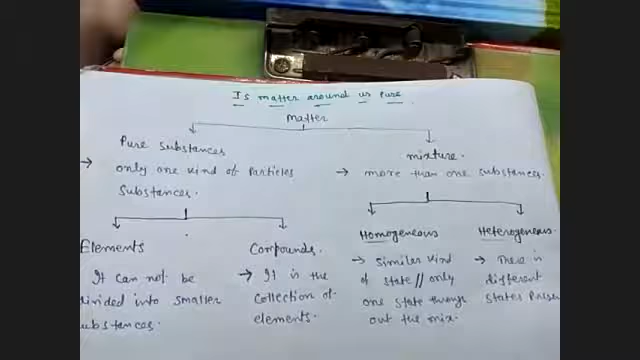 Is matter around us Pure
Matter
Pure substances
only one kind of Particles
Substances.
mixture.
→ more than one substances.
Elements
It can not be
divided into smaller
substances.
Compounds.
→ It is the
collection of
elements.
Homogeneous
→ Similer kind
of state // only
one state through
out the mix.
Heterogeneous
→ There is
different
states Presen